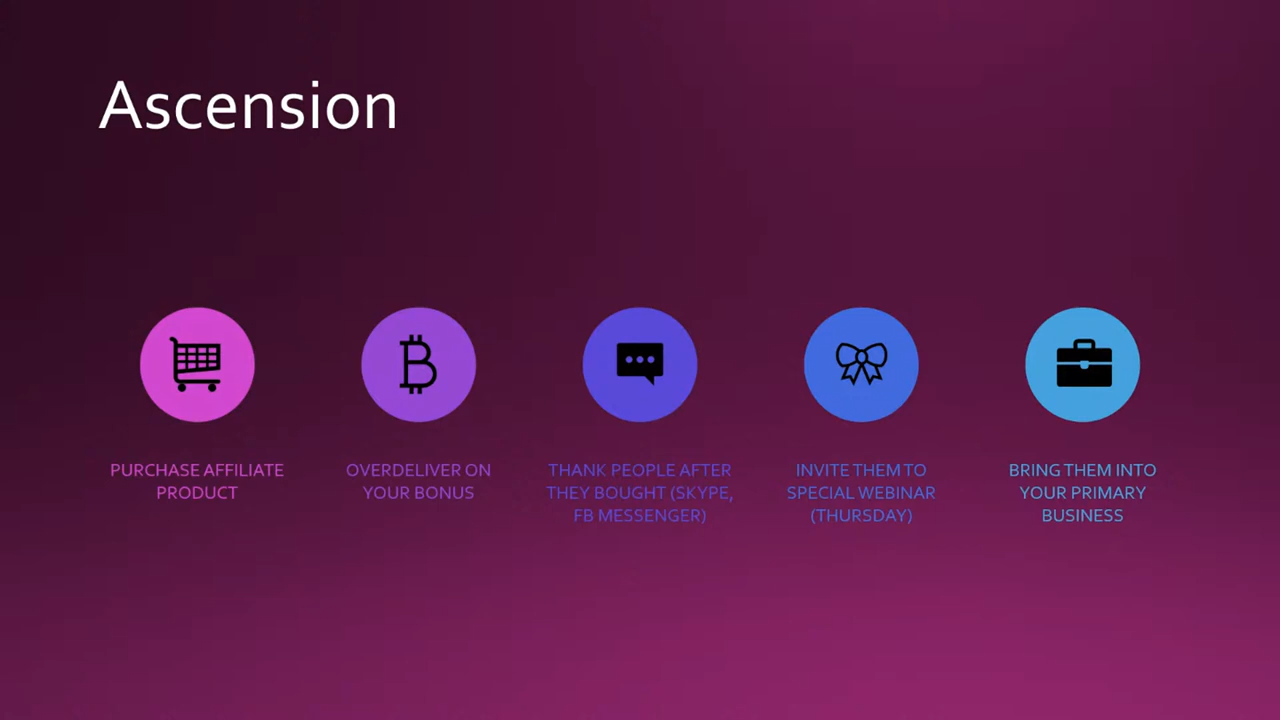 Ascension
PURCHASE AFFILIATE
PRODUCT
OVERDELIVER ON
YOUR BONUS
THANK PEOPLE AFTER
THEY BOUGHT (SKYPE,
FB MESSENGER)
INVITE THEM TO
SPECIAL WEBINAR
(THURSDAY)
BRING THEM INTO
YOUR PRIMARY
BUSINESS